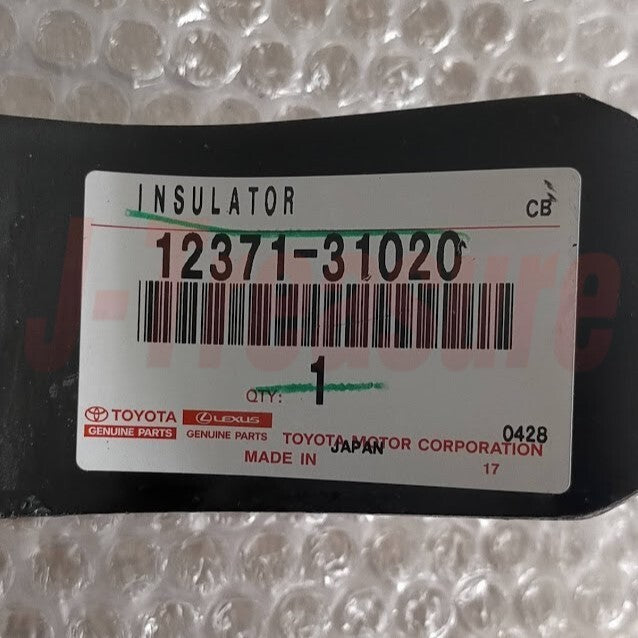 INSULATOR
CB
12371-31020
J-Treasure
QTY: 1
TOYOTA LEXUS
GENUINE PARTS GENUINE PARTS
TOYOTA MOTOR CORPORATION
0428
MADE IN JAPAN
17